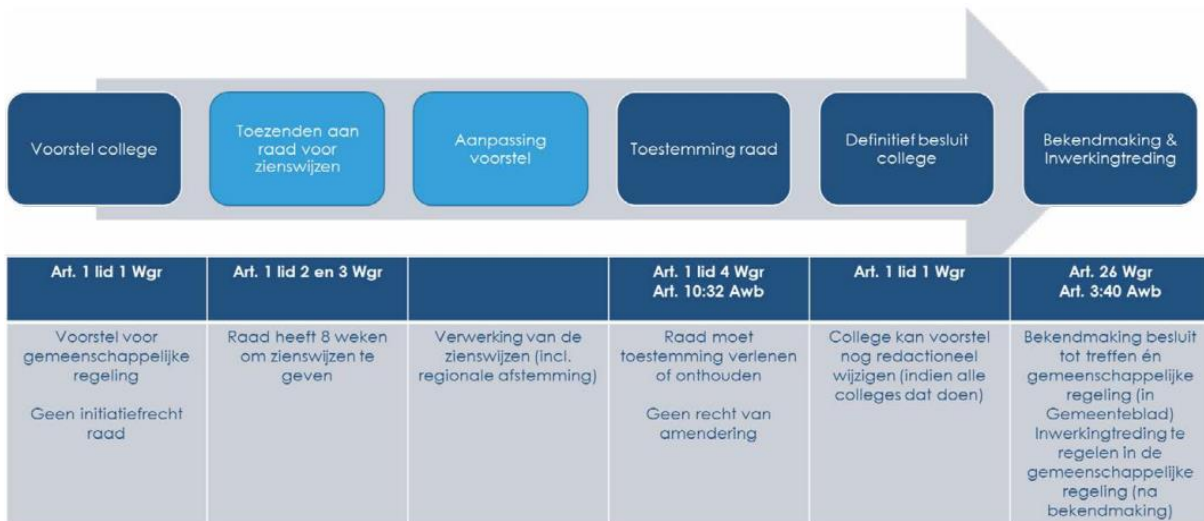 Voorstel college
Toezenden aan
raad voor
zienswijzen
Aanpassing
voorstel
Toestemming raad
Definitief besluit
college
Bekendmaking &
Inwerkingtreding
Art. 1 lid 1 Wgr
Art. 1 lid 2 en 3 Wgr
Art. 1 lid 4 Wgr
Art. 10:32 Awb
Art. 1 lid 1 Wgr
Art. 26 Wgr
Art. 3:40 Awb
Voorstel voor
gemeenschappelijke
regeling
Geen initiatiefrecht
raad
Raad heeft 8 weken
om zienswijzen te
geven
Verwerking van de
zienswijzen (incl.
regionale afstemming)
Raad moet
toestemming verlenen
of onthouden
Geen recht van
amendering
College kan voorstel
nog redactioneel
wijzigen (indien alle
colleges dat doen)
Bekendmaking besluit
tot treffen én
gemeenschappelijke
regeling (in
Gemeenteblad)
Inwerkingtreding te
regelen in de
gemeenschappelijke
regeling (na
bekendmaking)